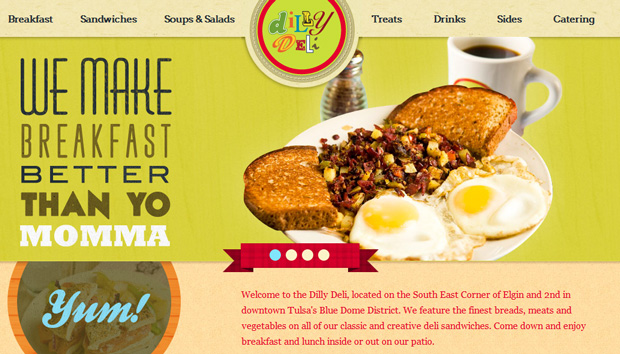 Breakfast Sandwiches Soups & Salads Treats Drinks Sides Catering
dilly
Deli
WE MAKE
BREAKFAST
BETTER
THAN YO
MOMMA
Yum!
Welcome to the Dilly Deli, located on the South East Corner of Elgin and 2nd in
downtown Tulsa's Blue Dome District. We feature the finest breads, meats and
vegetables on all of our classic and creative deli sandwiches. Come down and enjoy
breakfast and lunch inside or out on our patio.